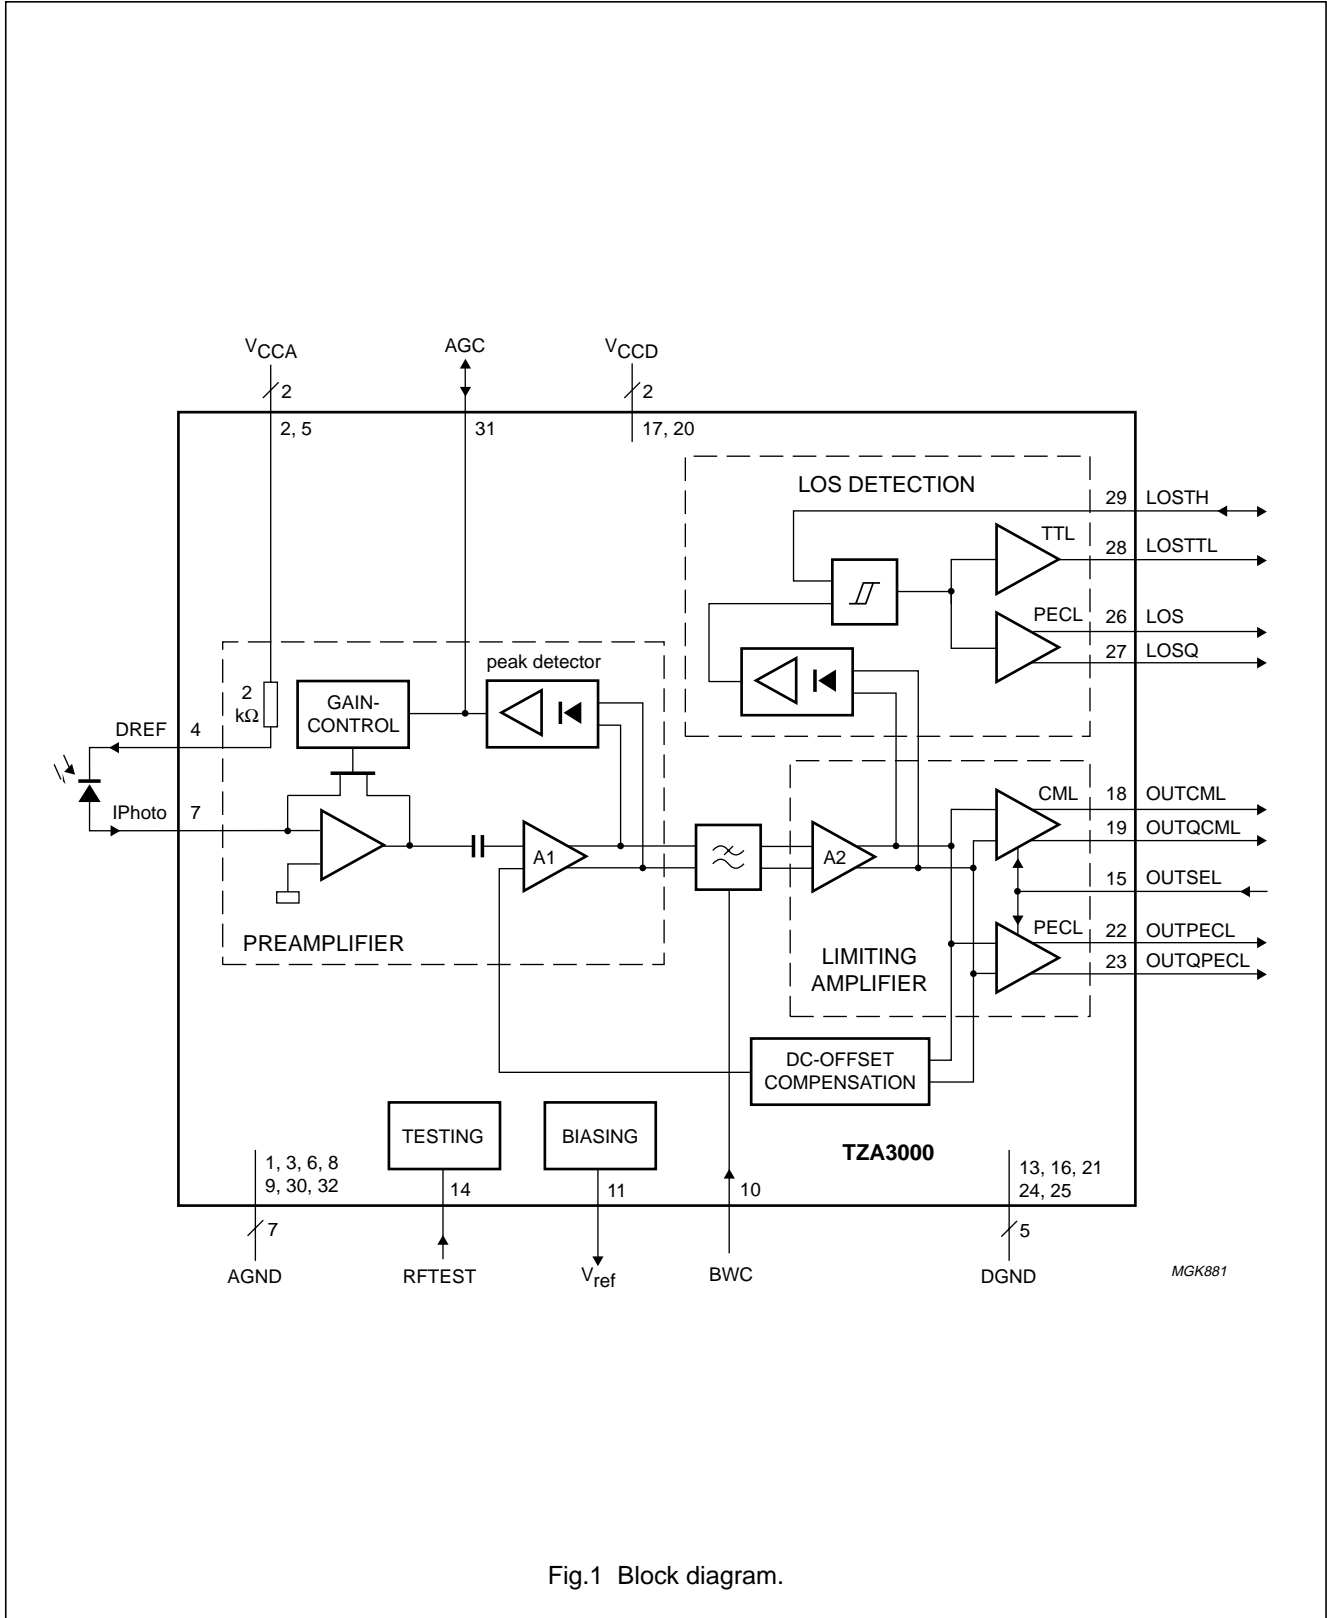 VCCA
AGC
VCCD
2
2
2, 5
31
17, 20
LOS DETECTION
29 LOSTH
TTL
28 LOSTTL
PECL
26 LOS
27 LOSQ
peak detector
2
kΩ
GAIN-
CONTROL
DREF 4
IPhoto 7
A1
A2
CML
18 OUTCML
19 OUTQCML
15 OUTSEL
PECL
22 OUTPECL
23 OUTQPECL
PREAMPLIFIER
LIMITING
AMPLIFIER
DC-OFFSET
COMPENSATION
TESTING
BIASING
TZA3000
1, 3, 6, 8
9, 30, 32
14
11
10
13, 16, 21
24, 25
7
5
AGND
RFTEST
Vref
BWC
DGND
MGK881
Fig.1 Block diagram.